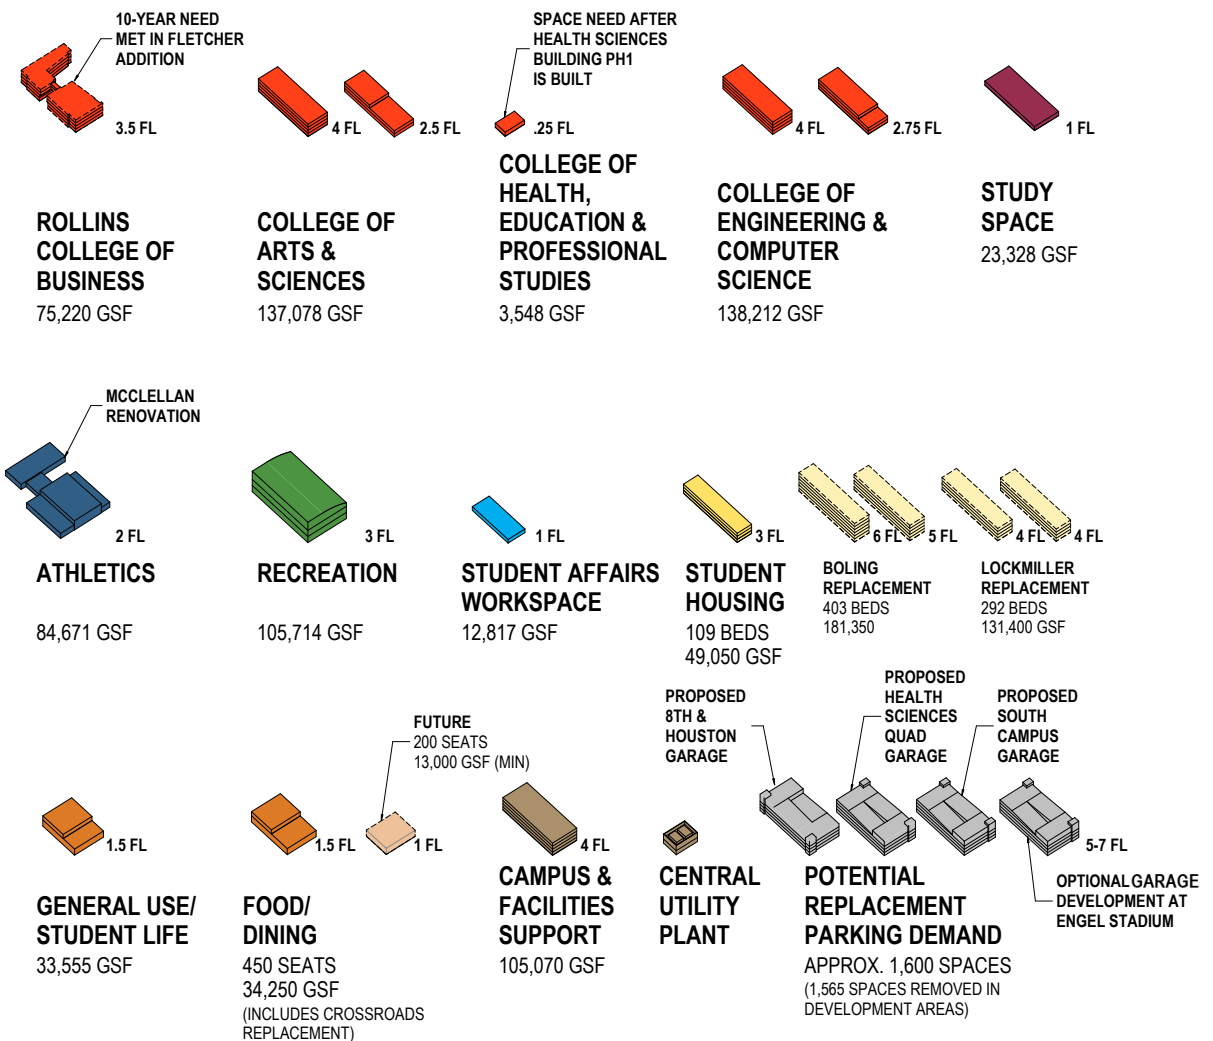 10-YEAR NEED
MET IN FLETCHER
ADDITION
3.5 FL
ROLLINS
COLLEGE OF
BUSINESS
75,220 GSF
4 FL
2.5 FL
COLLEGE OF
ARTS &
SCIENCES
137,078 GSF
SPACE NEED AFTER
HEALTH SCIENCES
BUILDING PH1
IS BUILT
.25 FL
COLLEGE OF
HEALTH,
EDUCATION &
PROFESSIONAL
STUDIES
3,548 GSF
4 FL
2.75 FL
COLLEGE OF
ENGINEERING &
COMPUTER
SCIENCE
138,212 GSF
1 FL
STUDY
SPACE
23,328 GSF
MCCLELLAN
RENOVATION
2 FL
ATHLETICS
84,671 GSF
3 FL
RECREATION
105,714 GSF
1 FL
STUDENT AFFAIRS
WORKSPACE
12,817 GSF
3 FL
STUDENT
HOUSING
109 BEDS
49,050 GSF
6 FL
5 FL
BOLING
REPLACEMENT
403 BEDS
181,350
4 FL
4 FL
LOCKMILLER
REPLACEMENT
292 BEDS
131,400 GSF
1.5 FL
GENERAL USE/
STUDENT LIFE
33,555 GSF
FUTURE
200 SEATS
13,000 GSF (MIN)
1.5 FL
1 FL
FOOD/
DINING
450 SEATS
34,250 GSF
(INCLUDES CROSSROADS
REPLACEMENT)
4 FL
CAMPUS &
FACILITIES
SUPPORT
105,070 GSF
CENTRAL
UTILITY
PLANT
PROPOSED
8TH &
HOUSTON
GARAGE
PROPOSED
HEALTH
SCIENCES
QUAD
GARAGE
PROPOSED
SOUTH
CAMPUS
GARAGE
5-7 FL
OPTIONAL GARAGE
DEVELOPMENT AT
ENGEL STADIUM
POTENTIAL
REPLACEMENT
PARKING DEMAND
APPROX. 1,600 SPACES
(1,565 SPACES REMOVED IN
DEVELOPMENT AREAS)